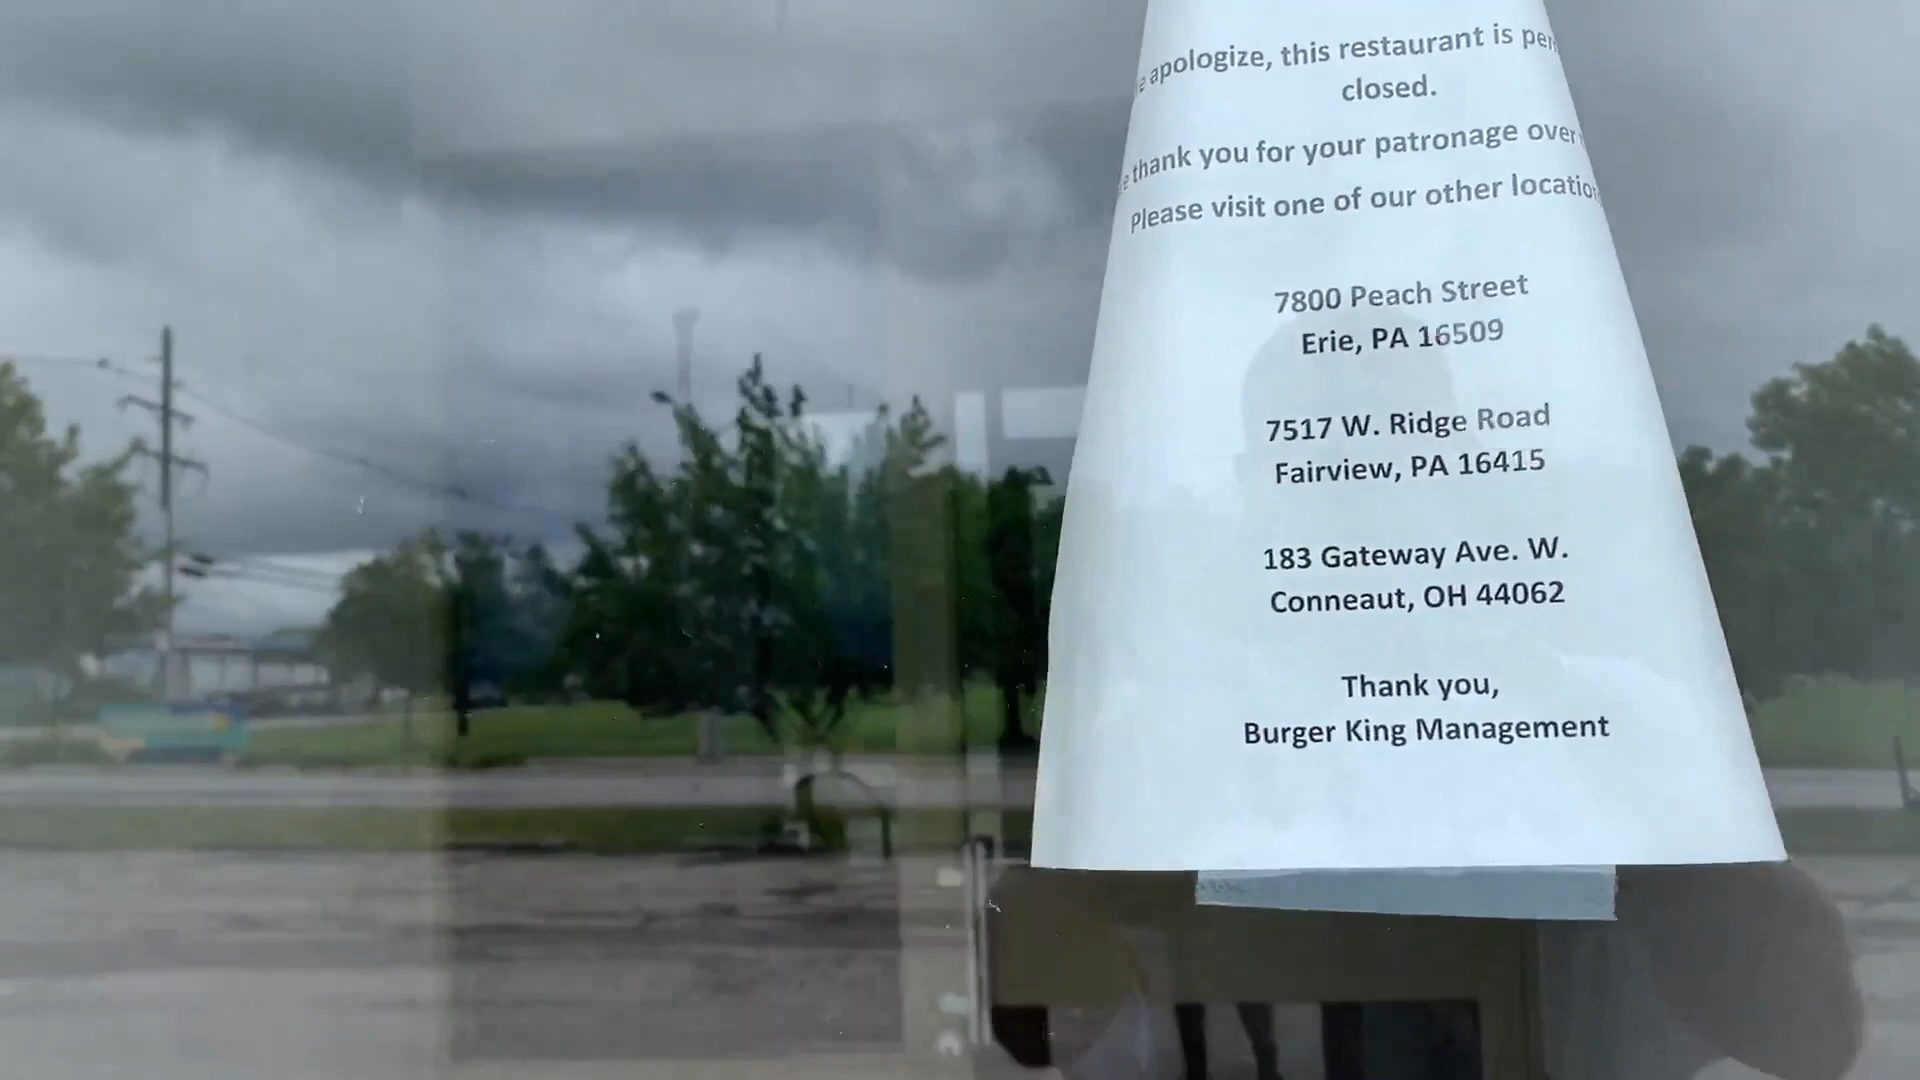 apologize, this restaurant is
closed.
thank you for your patronage over
Please visit one of our other
7800 Peach Street
Erie, PA 16509
7517 W. Ridge Road
Fairview, PA 16415
183 Gateway Ave. W.
Conneaut, OH 44062
Thank you,
Burger King Management